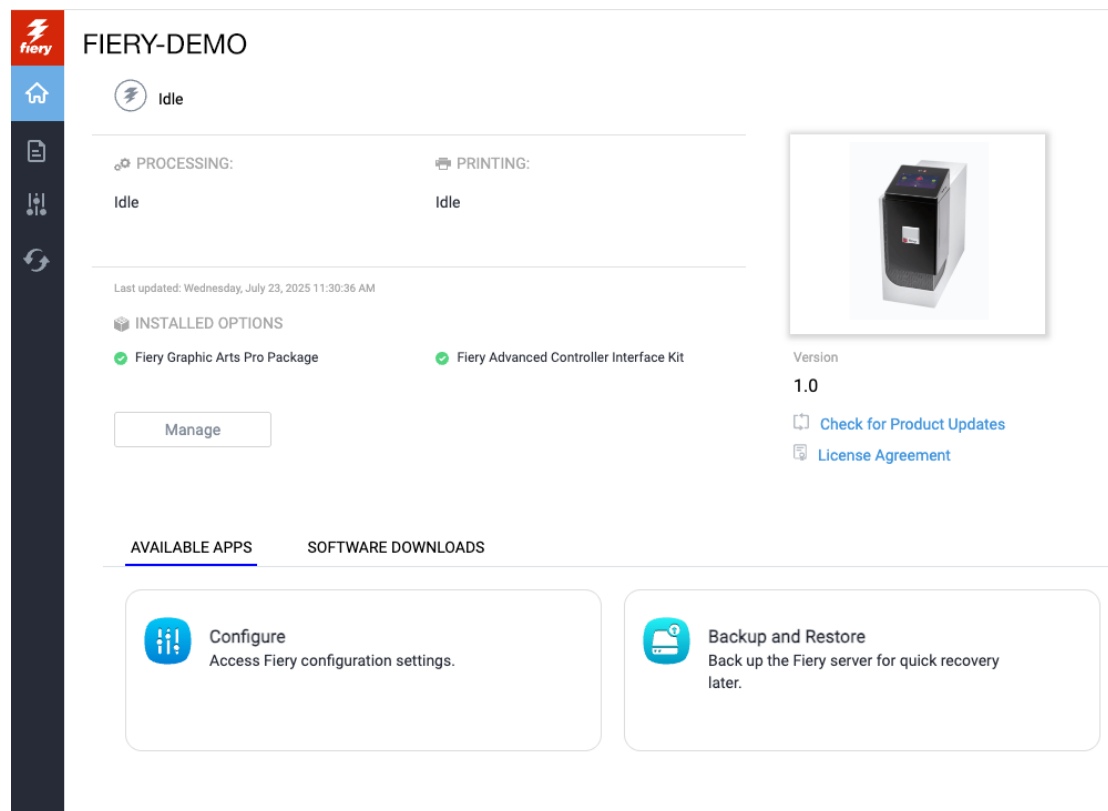 fiery
FIERY-DEMO
Idle
PROCESSING:
PRINTING:
Idle
Idle
Last updated: Wednesday, July 23, 2025 11:30:36 AM
INSTALLED OPTIONS
Fiery Graphic Arts Pro Package
Fiery Advanced Controller Interface Kit
Manage
Version
1.0
Check for Product Updates
License Agreement
AVAILABLE APPS
SOFTWARE DOWNLOADS
Configure
Access Fiery configuration settings.
Backup and Restore
Back up the Fiery server for quick recovery
later.